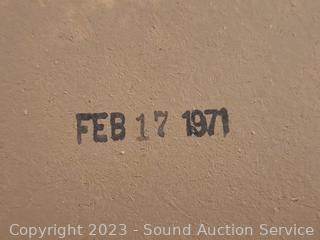 FEB 17 1971
Copyright 2023 - Sound Auction Service